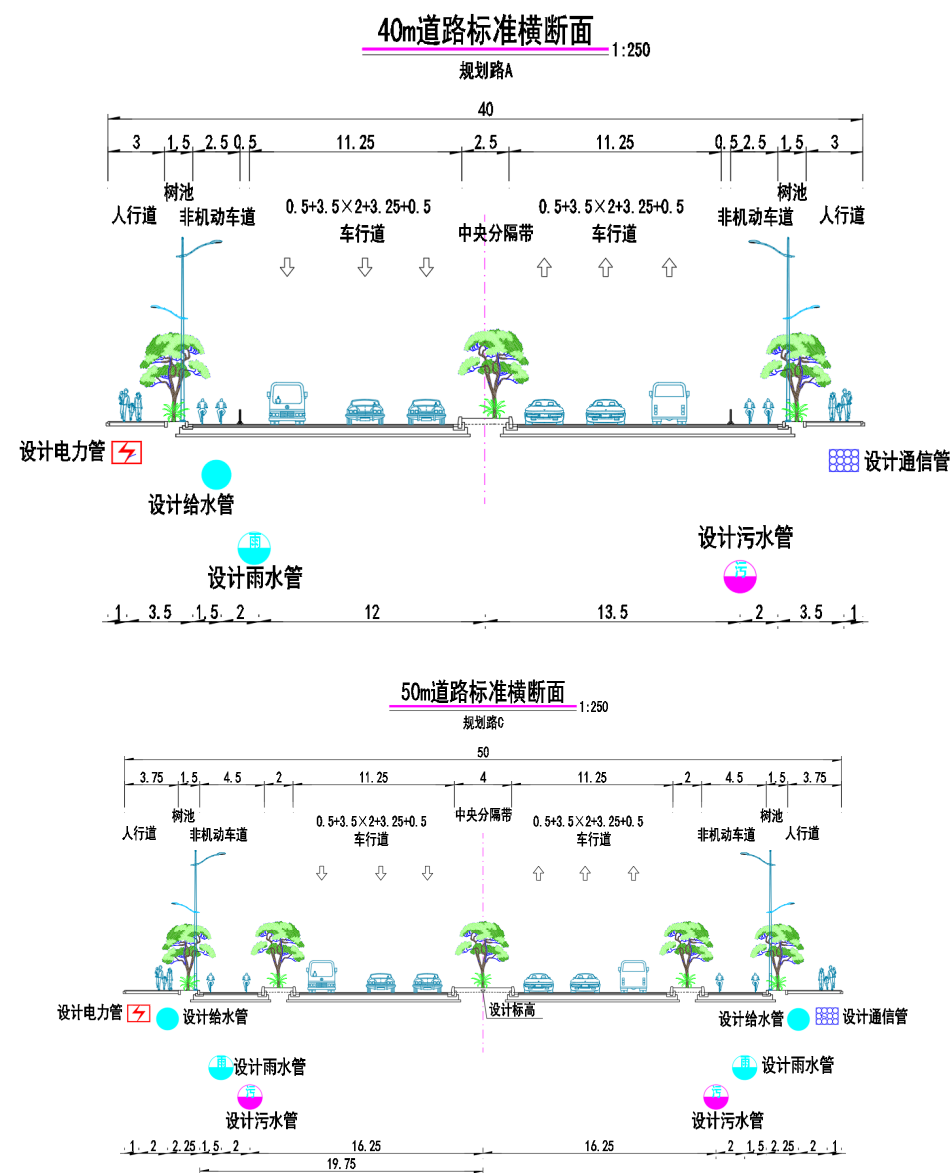 40m道路标准横断面
1:250
规划路A
40
3 1.5 2.5 0.5 11.25 2.5 11.25 0.5 2.5 1.5 3
树池 树池
人行道 非机动车道 0.5+3.5×2+3.25+0.5 0.5+3.5×2+3.25+0.5 非机动车道 人行道
车行道 中央分隔带 车行道
设计电力管 设计通信管
设计给水管
雨 设计污水管
设计雨水管 污
1 3.5 1.5 2 12 13.5 2 3.5 1
50m道路标准横断面
1:250
规划路C
50
3.75 1.5 4.5 2 11.25 4 11.25 2 4.5 1.5 3.75
树池 中央分隔带 树池
人行道 非机动车道 0.5+3.5×2+3.25+0.5 0.5+3.5×2+3.25+0.5 非机动车道 人行道
车行道 车行道
设计标高
设计电力管 设计给水管 设计给水管 设计通信管
雨 设计雨水管 雨 设计雨水管
污 污
设计污水管 设计污水管
1 2 2.25 1.5 2 16.25 16.25 2 1.5 2.25 2 1
19.75